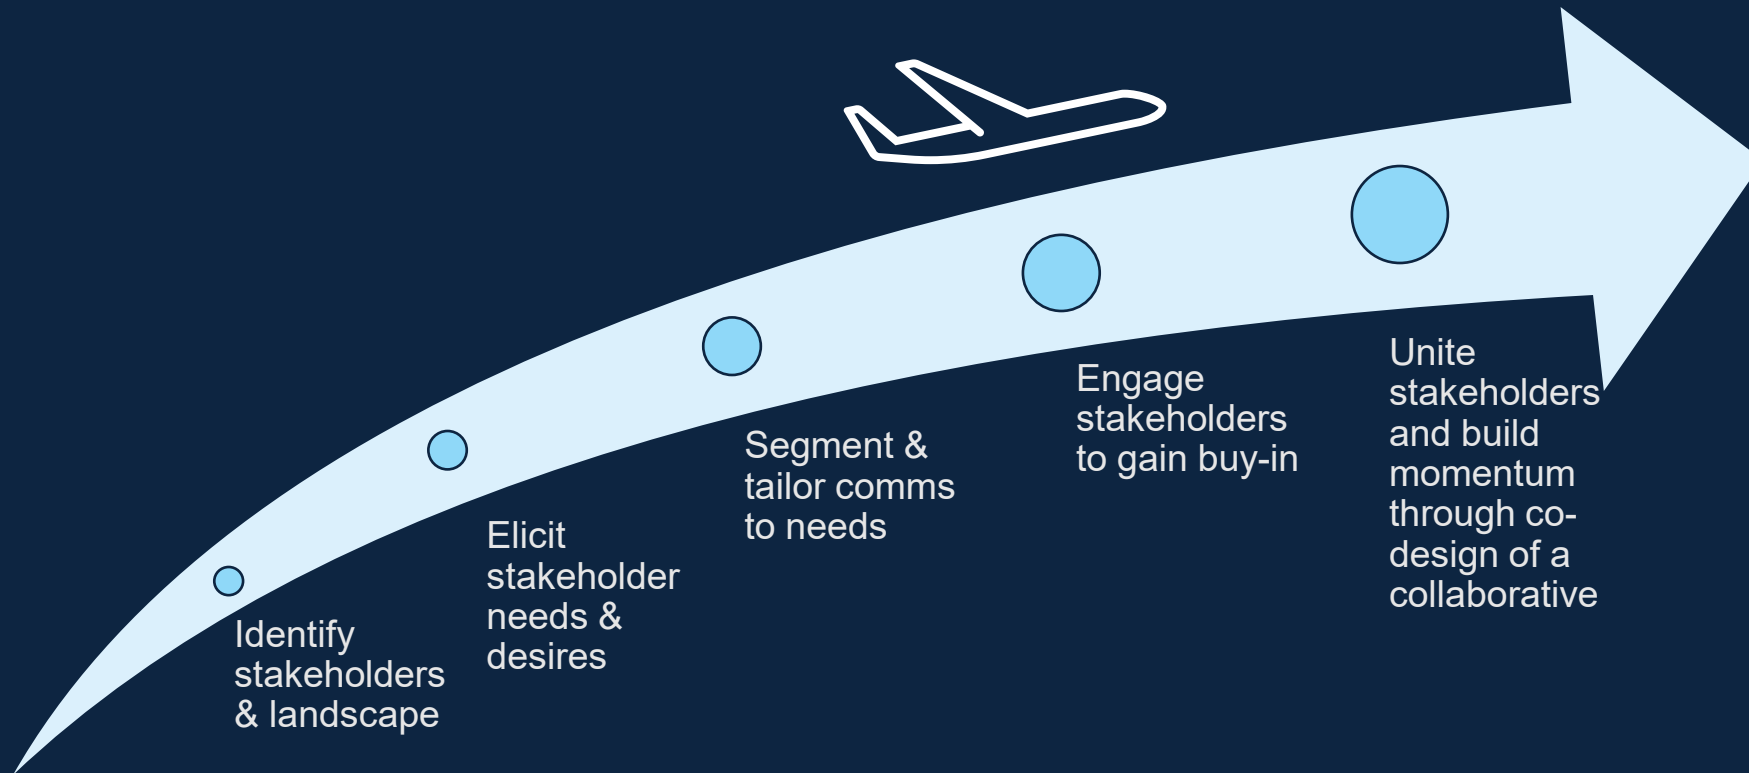 Identify
stakeholders
& landscape
Elicit
stakeholder
needs &
desires
Segment &
tailor comms
to needs
Engage
stakeholders
to gain buy-in
Unite
stakeholders
and build
momentum
through co-
design of a
collaborative